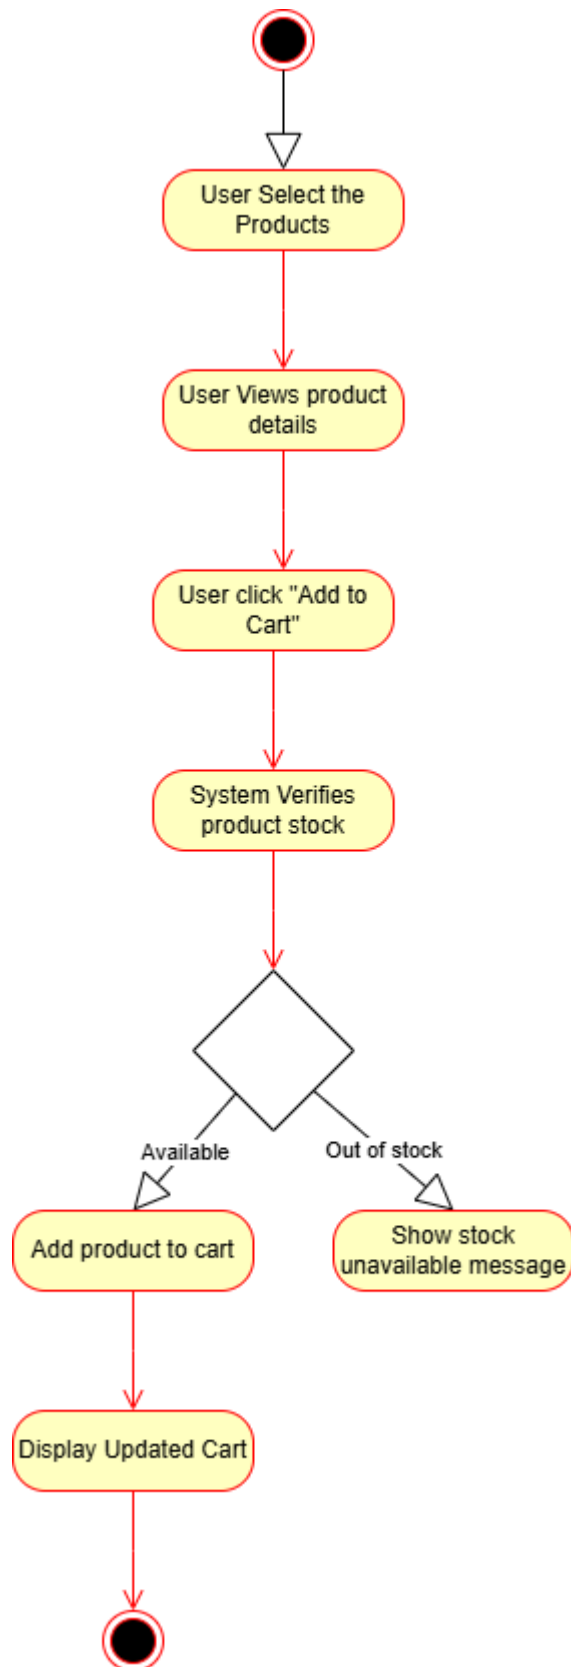 User Select the
Products
User Views product
details
User click "Add to
Cart"
System Verifies
product stock
Available
Out of stock
Add product to cart
Show stock
unavailable message
Display Updated Cart